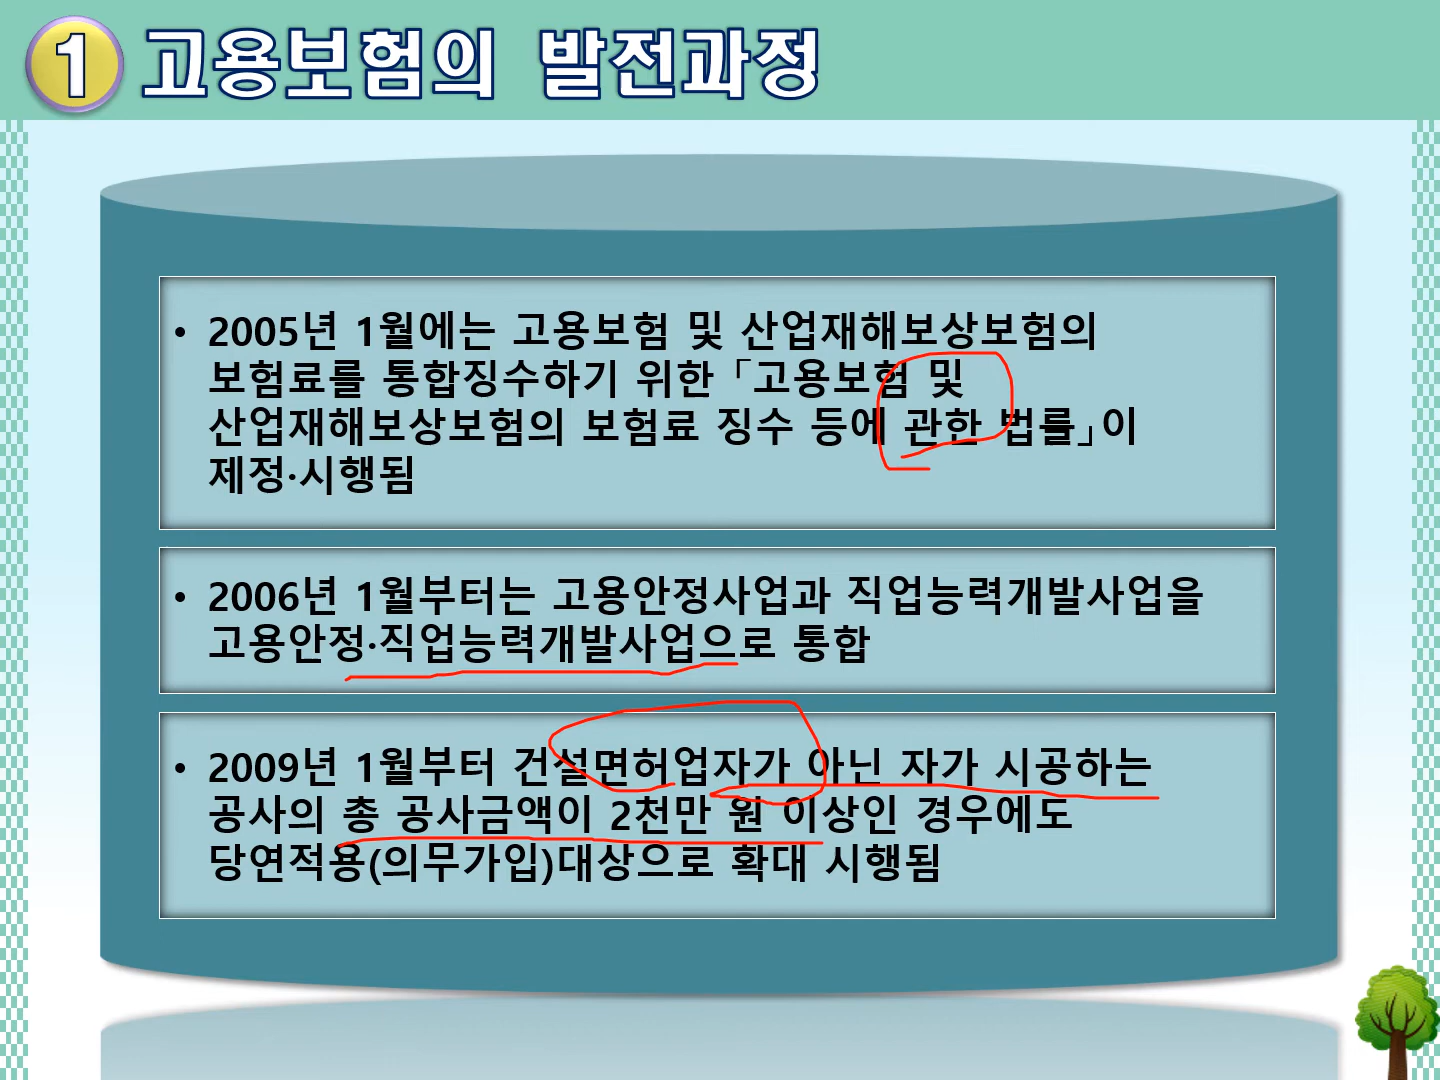 1 고용보험의 발전과정
• 2005년 1월에는 고용보험 및 산업재해보상보험의
보험료를 통합징수하기 위한 「고용보험 및
산업재해보상보험의 보험료 징수 등에 관한 법률」이
제정·시행됨
• 2006년 1월부터는 고용안정사업과 직업능력개발사업을
고용안정·직업능력개발사업으로 통합
• 2009년 1월부터 건설면허업자가 아닌 자가 시공하는
공사의 총 공사금액이 2천만 원 이상인 경우에도
당연적용(의무가입)대상으로 확대 시행됨